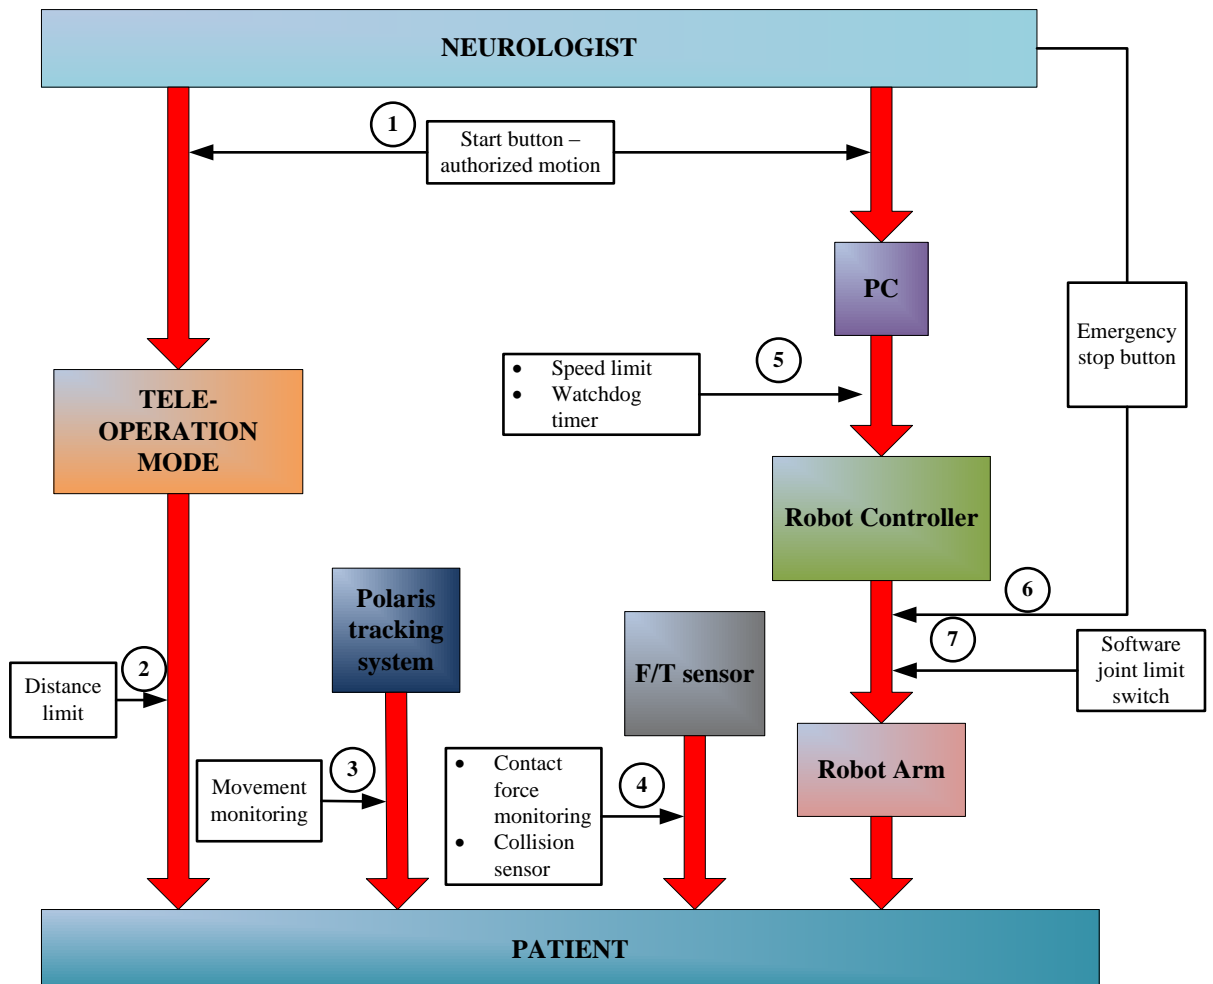 NEUROLOGIST
1
Start button –
authorized motion
PC
5
• Speed limit
• Watchdog
timer
Emergency
stop button
TELE-
OPERATION
MODE
Robot Controller
Polaris
tracking
system
6
F/T sensor
7
Software
joint limit
switch
2
Distance
limit
3
Movement
monitoring
4
• Contact
force
monitoring
• Collision
sensor
Robot Arm
PATIENT